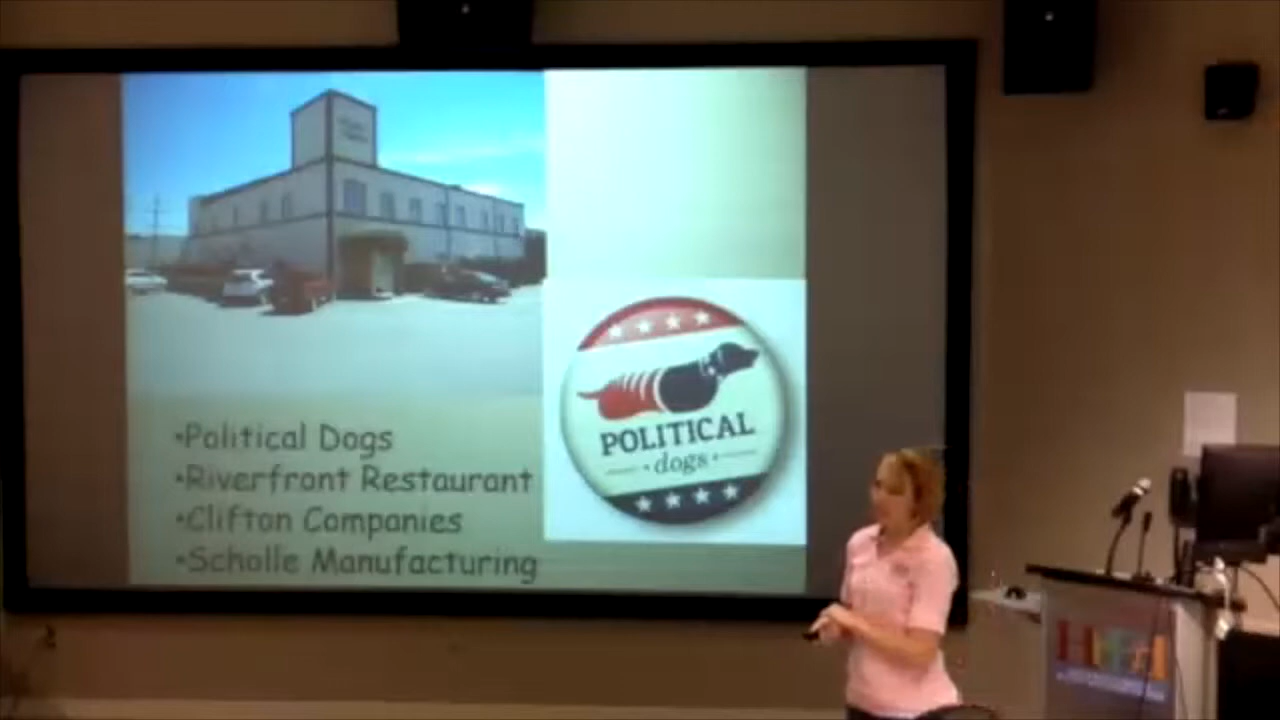 •Political Dogs
•Riverfront Restaurant
•Clifton Companies
•Scholle Manufacturing
POLITICAL
dogs